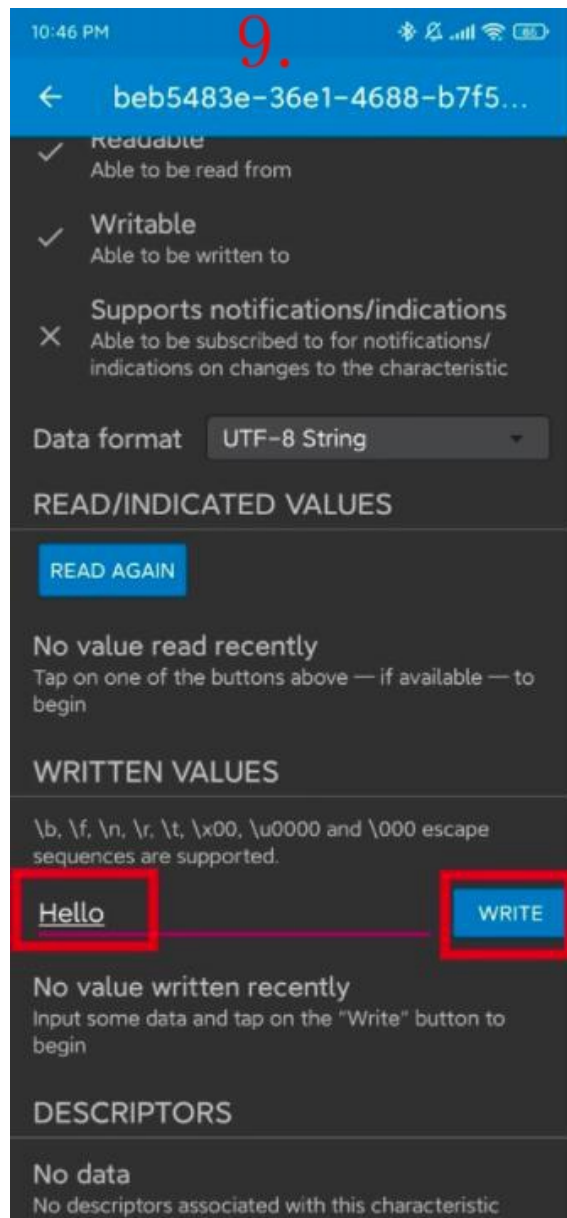 10:46 PM
9.
65
beb5483e-36e1-4688-b7f5...
Readable
Able to be read from
Writable
Able to be written to
Supports notifications/indications
Able to be subscribed to for notifications/
indications on changes to the characteristic
Data format UTF-8 String
READ/INDICATED VALUES
READ AGAIN
No value read recently
Tap on one of the buttons above — if available — to
begin
WRITTEN VALUES
\b, \f, \n, \r, \t, \x00, \u0000 and \000 escape
sequences are supported.
Hello WRITE
No value written recently
Input some data and tap on the "Write" button to
begin
DESCRIPTORS
No data
No descriptors associated with this characteristic